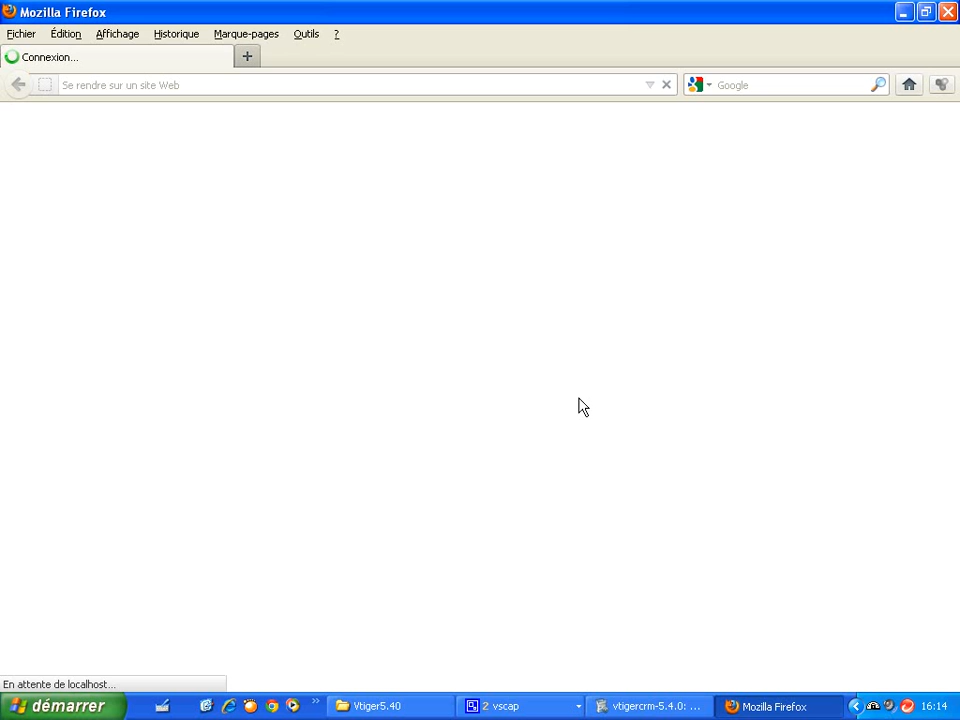 Mozilla Firefox
Fichier Édition Affichage Historique Marque-pages Outils ?
Connexion... +
Se rendre sur un site Web Google
En attente de localhost...
démarrer » Vtiger5.40 2 vscap vtigercrm-5.4.0: ... Mozilla Firefox 16:14